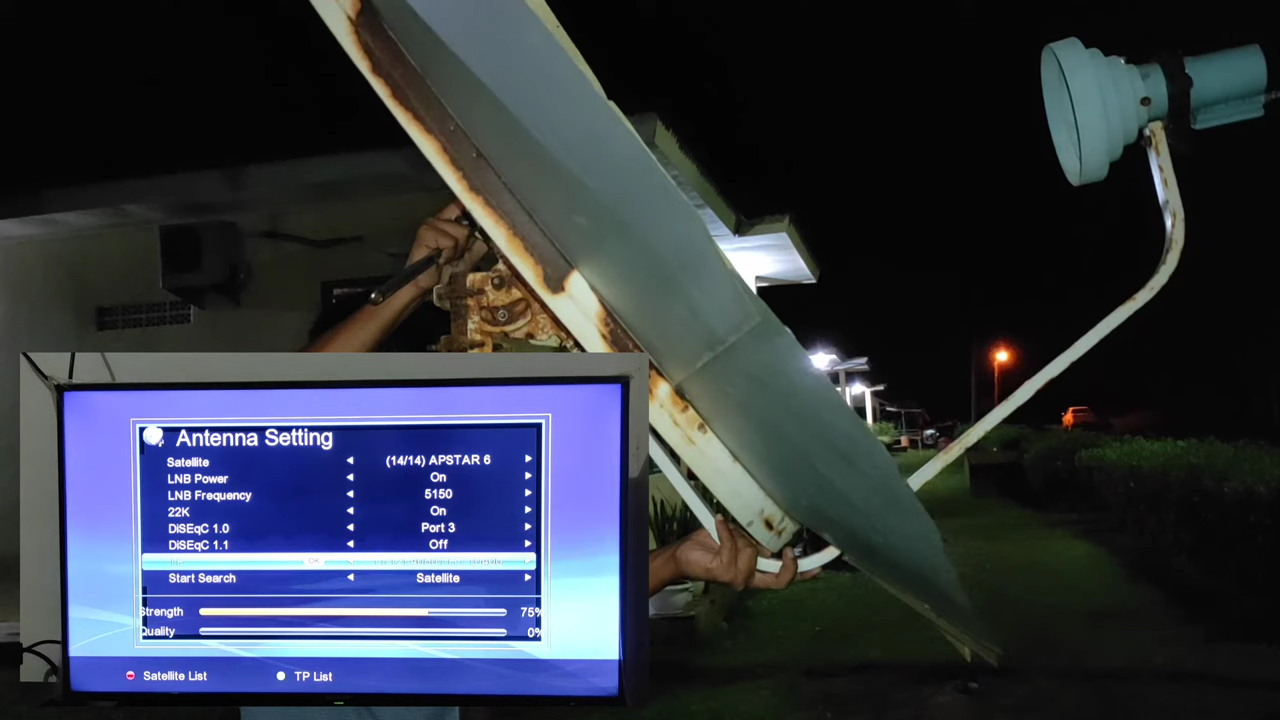 Antenna Setting
Satellite (14/14) APSTAR 6
LNB Power On
LNB Frequency 5150
22K On
DiSEqC 1.0 Port 3
DiSEqC 1.1 Off
Start Search Satellite
Strength 75%
Quality 0%
Satellite List TP List